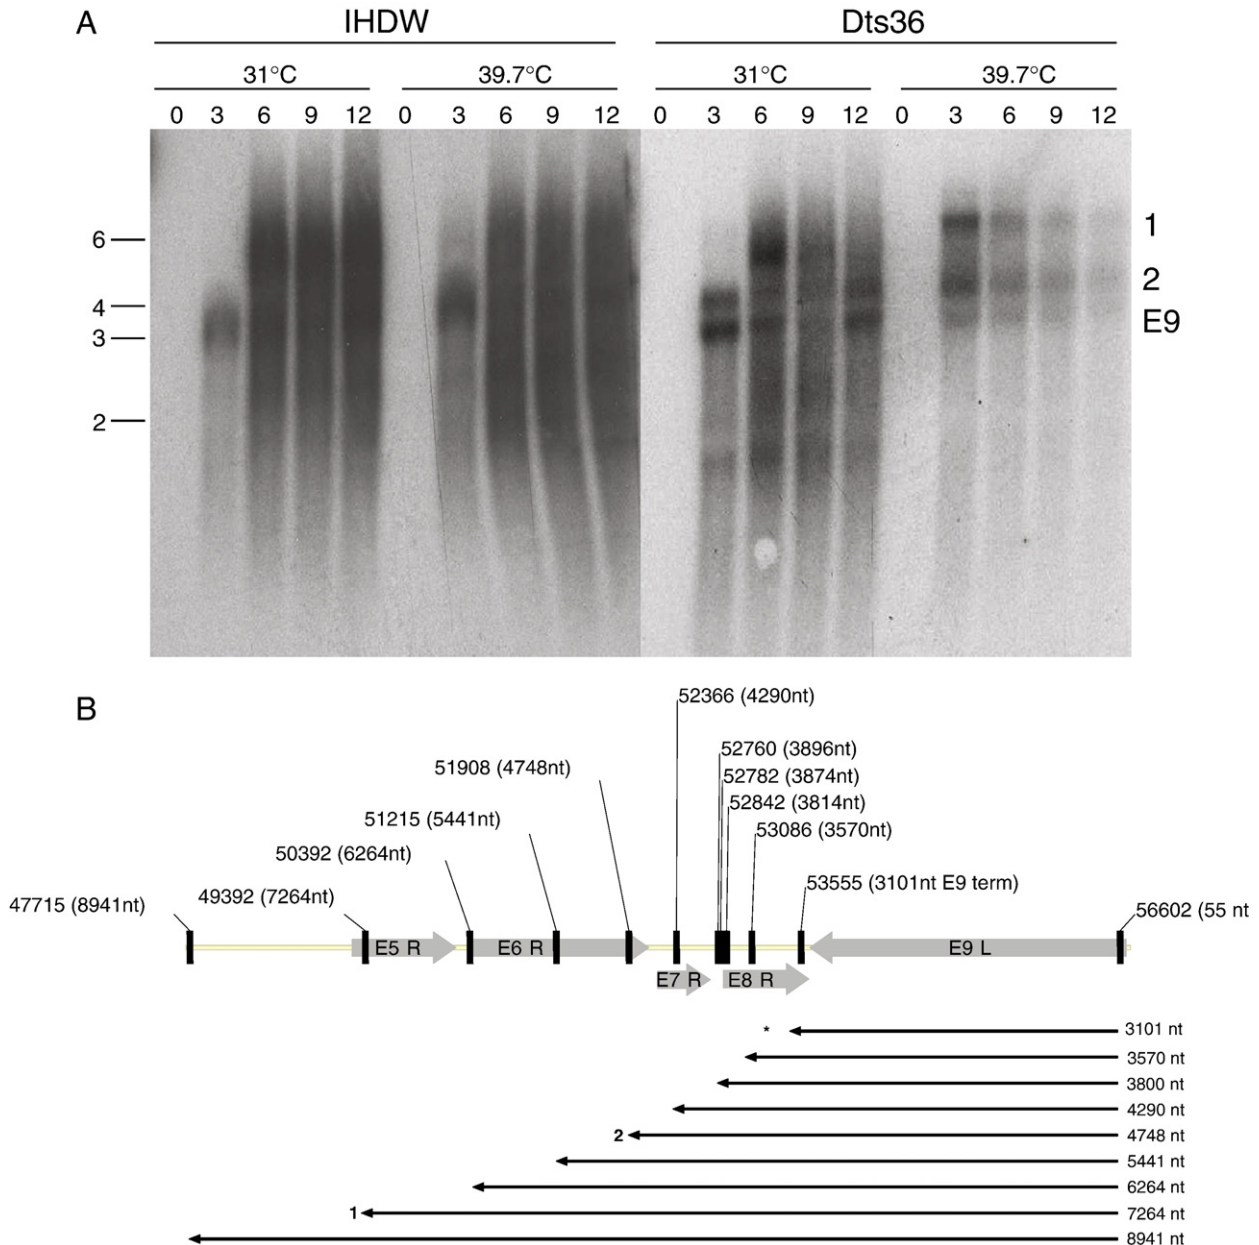 A
IHDW Dts36
31°C 39.7°C 31°C 39.7°C
0 3 6 9 12 0 3 6 9 12 0 3 6 9 12 0 3 6 9 12
1
6
2
4
E9
3
2
B
52366 (4290nt)
52760 (3896nt)
51908 (4748nt)
52782 (3874nt)
52842 (3814nt)
51215 (5441nt)
53086 (3570nt)
50392 (6264nt)
53555 (3101nt E9 term)
49392 (7264nt)
47715 (8941nt)
56602 (55 nt
E5 R E6 R E9 L
E7 R E8 R
* 3101 nt
3570 nt
3800 nt
4290 nt
2 4748 nt
5441 nt
6264 nt
1 7264 nt
8941 nt